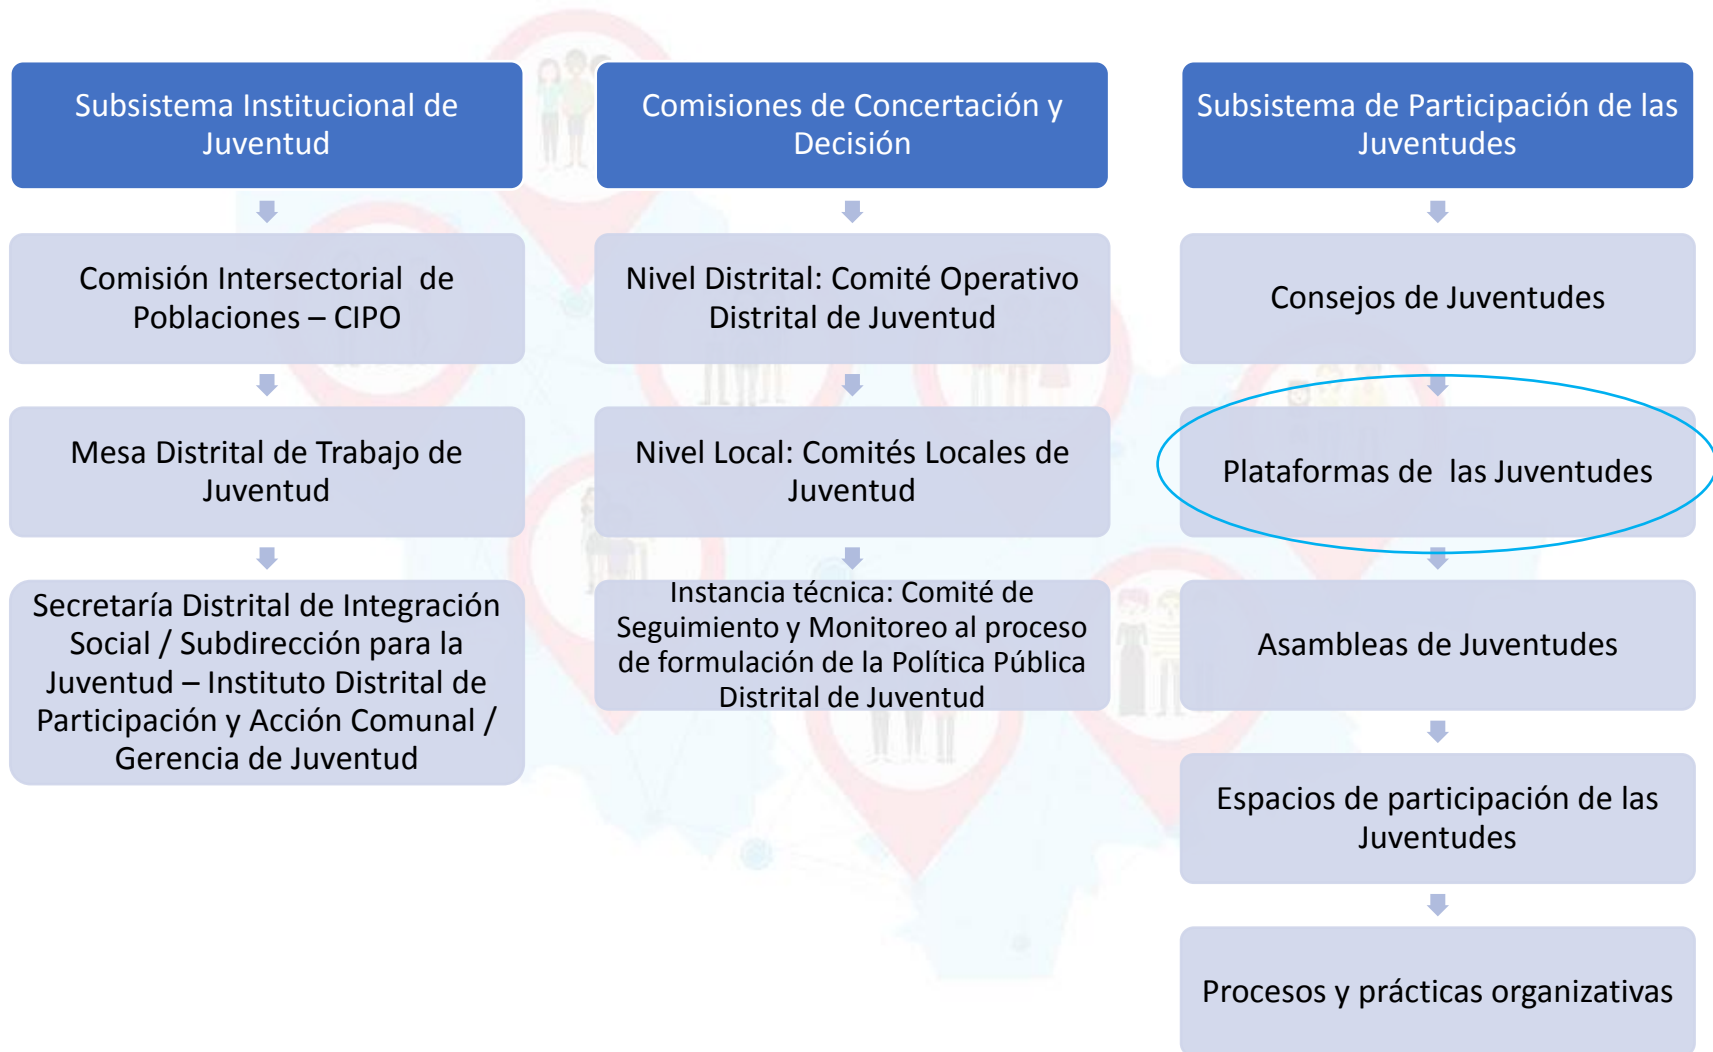 Subsistema Institucional de
Juventud
Comisión Intersectorial de
Poblaciones – CIPO
Mesa Distrital de Trabajo de
Juventud
Secretaría Distrital de Integración
Social / Subdirección para la
Juventud – Instituto Distrital de
Participación y Acción Comunal /
Gerencia de Juventud
Comisiones de Concertación y
Decisión
Nivel Distrital: Comité Operativo
Distrital de Juventud
Nivel Local: Comités Locales de
Juventud
Instancia técnica: Comité de
Seguimiento y Monitoreo al proceso
de formulación de la Política Pública
Distrital de Juventud
Subsistema de Participación de las
Juventudes
Consejos de Juventudes
Plataformas de las Juventudes
Asambleas de Juventudes
Espacios de participación de las
Juventudes
Procesos y prácticas organizativas